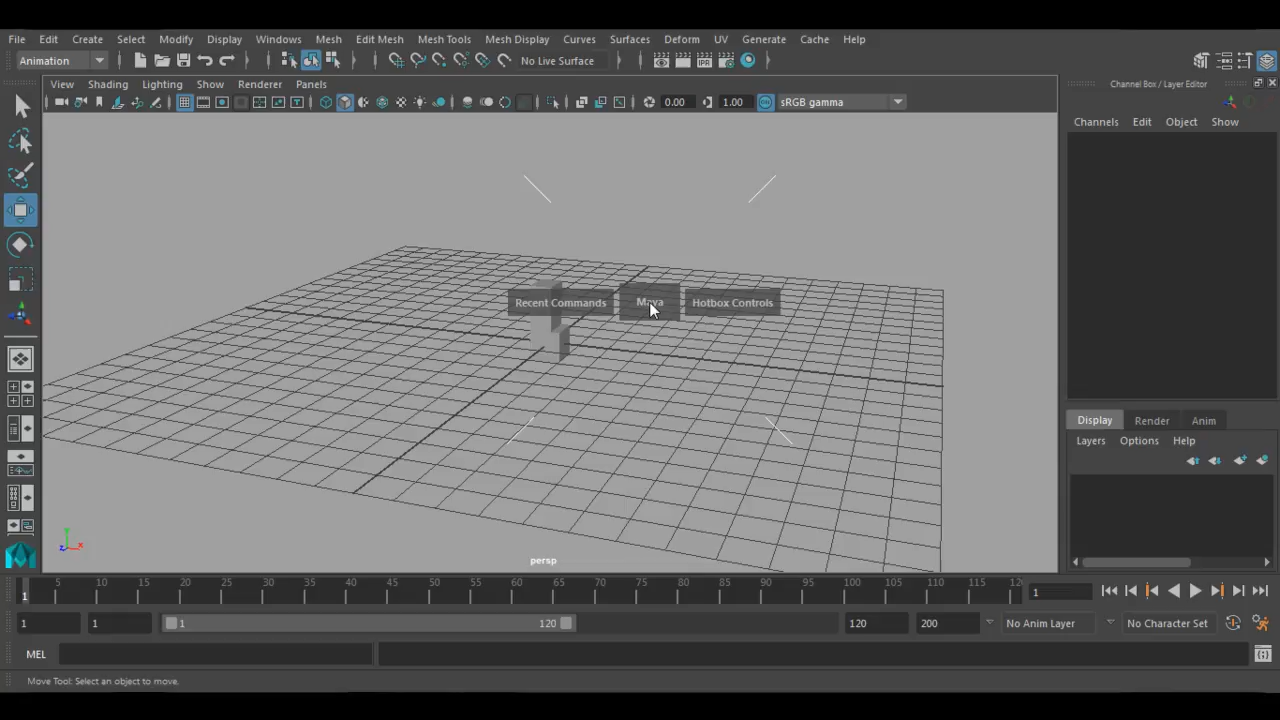 File Edit Create Select Modify Display Windows Mesh Edit Mesh Mesh Tools Mesh Display Curves Surfaces Deform UV Generate Cache Help
Animation No Live Surface
View Shading Lighting Show Renderer Panels
Channel Box / Layer Editor
0.00 1.00 sRGB gamma
Channels Edit Object Show
Recent Commands Maya Hotbox Controls
Display Render Anim
Layers Options Help
persp
5 10 15 20 25 30 35 40 45 50 55 60 65 70 75 80 85 90 95 100 105 110 115 12
1 1
1 1 1 120 120 200 No Anim Layer No Character Set
MEL
Move Tool: Select an object to move.